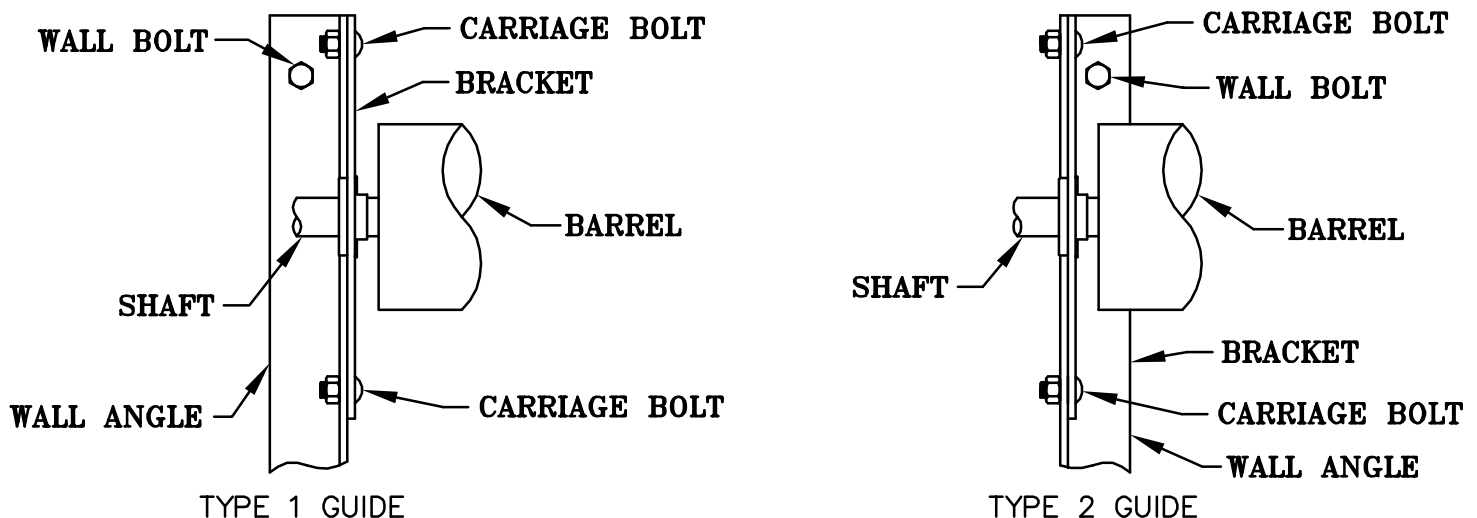 WALL BOLT
CARRIAGE BOLT
BRACKET
BARREL
SHAFT
WALL ANGLE
CARRIAGE BOLT
TYPE 1 GUIDE
CARRIAGE BOLT
WALL BOLT
BARREL
SHAFT
BRACKET
CARRIAGE BOLT
WALL ANGLE
TYPE 2 GUIDE